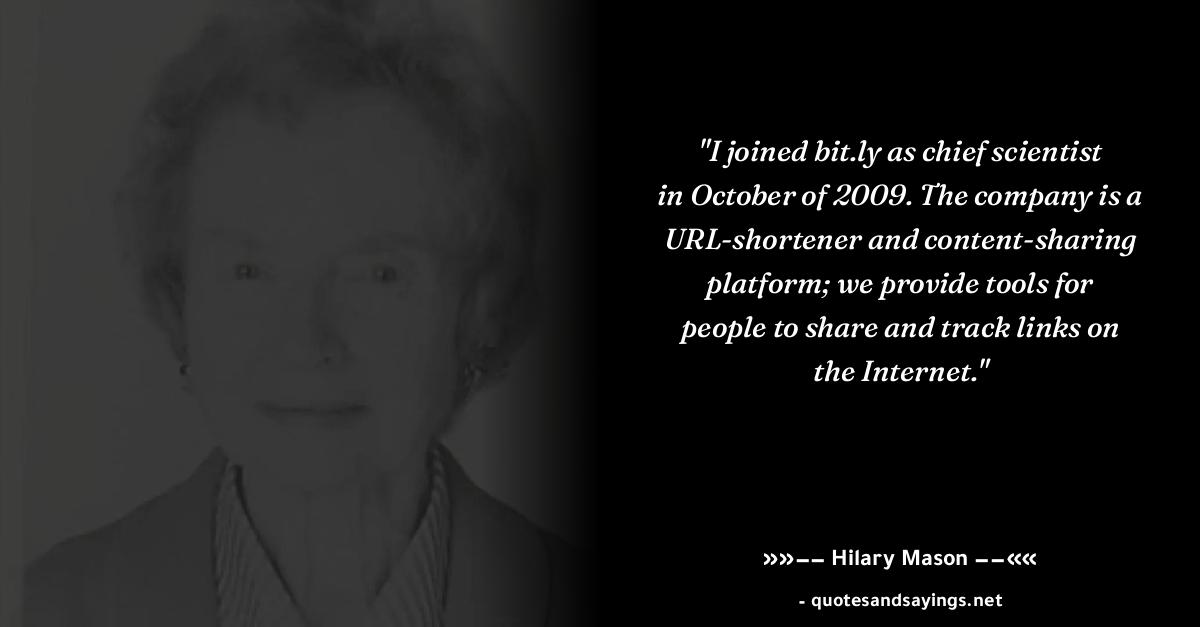 "I joined bit.ly as chief scientist
in October of 2009. The company is a
URL-shortener and content-sharing
platform; we provide tools for
people to share and track links on
the Internet."
»»−− Hilary Mason −−««
- quotesandsayings.net